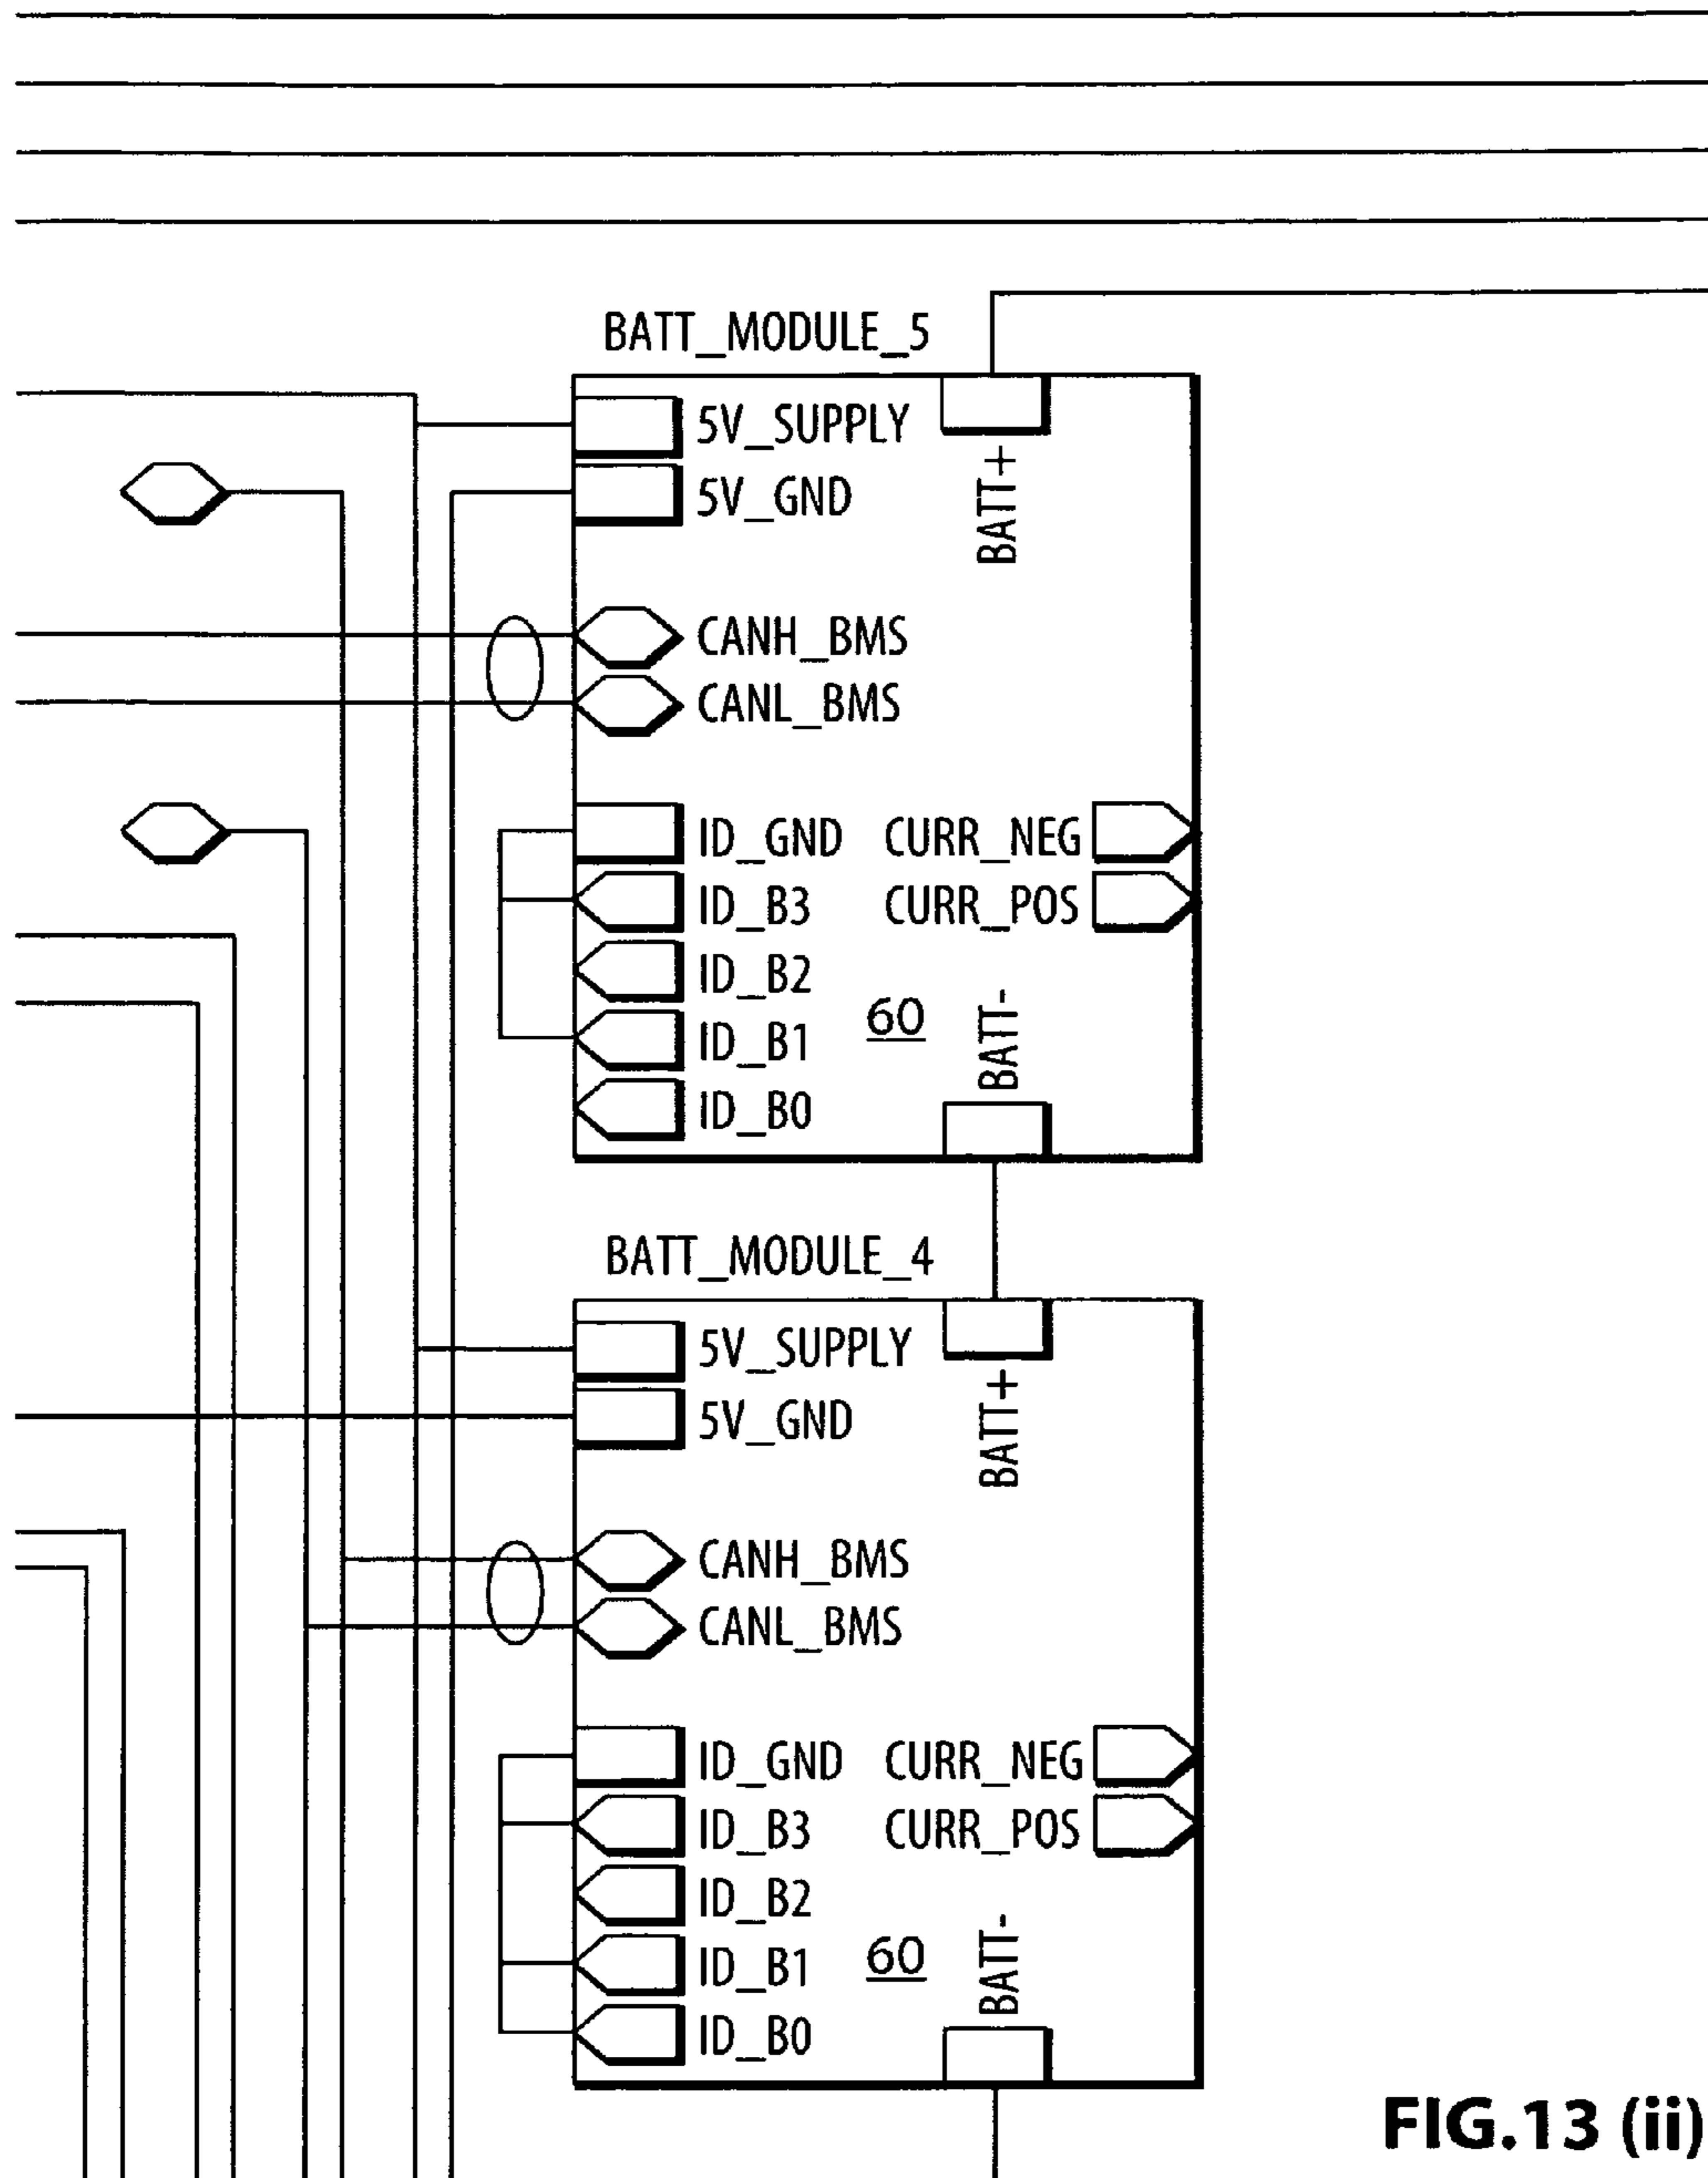 BATT_MODULE_5
5V_SUPPLY
5V_GND
BATT+
CANH_BMS
CANL_BMS
ID_GND CURR_NEG
ID_B3 CURR_POS
ID_B2
ID_B1 60 BATT-
ID_B0
BATT_MODULE_4
5V_SUPPLY
5V_GND
BATT+
CANH_BMS
CANL_BMS
ID_GND CURR_NEG
ID_B3 CURR_POS
ID_B2
ID_B1 60 BATT-
ID_B0
FIG.13 (ii)